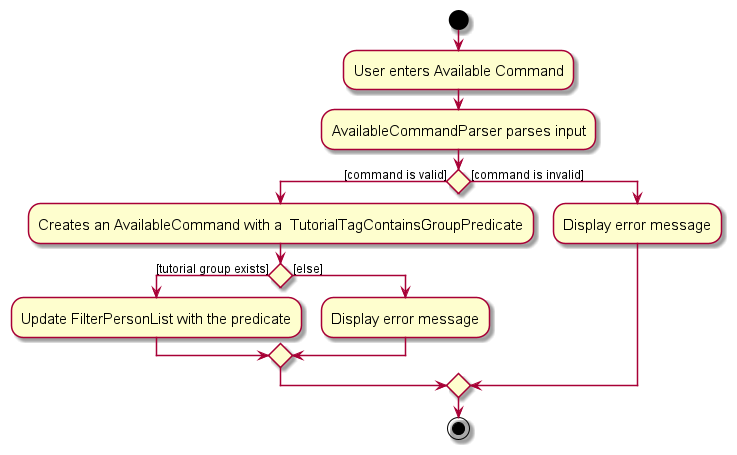 User enters Available Command
AvailableCommandParser parses input
[command is valid]
[command is invalid]
Creates an AvailableCommand with a  TutorialTagContainsGroupPredicate
Display error message
[tutorial group exists]
[else]
Update FilterPersonList with the predicate
Display error message